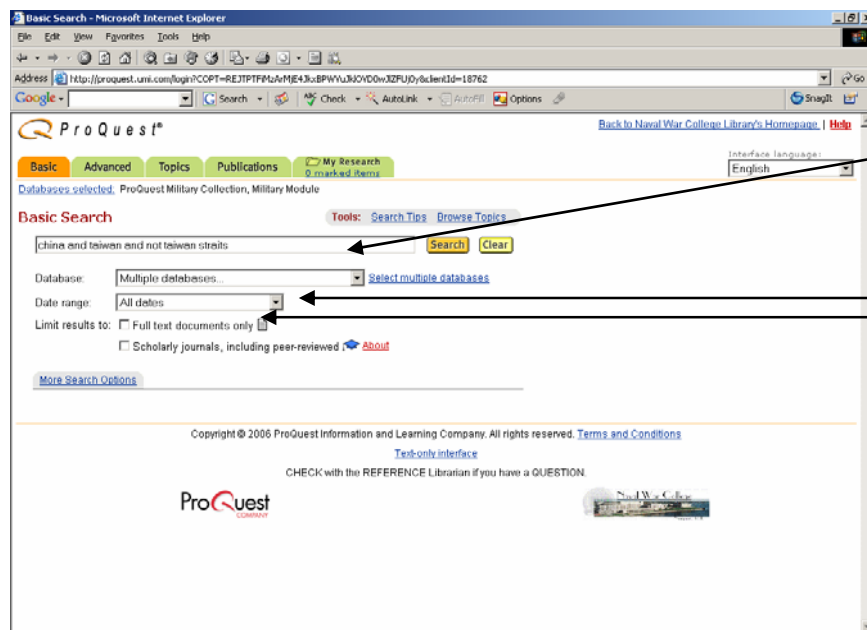 Basic Search - Microsoft Internet Explorer
File Edit View Favorites Tools Help
Address http://proquest.umi.com/login?COPT=
Go
Google Search Check AutoLink AutoFill Options SnagIt
ProQuest®
Back to Naval War College Library's Homepage | Help
Interface language:
Basic Advanced Topics Publications My Research
0 marked items
English
Databases selected: ProQuest Military Collection, Military Module
Basic Search
Tools: Search Tips Browse Topics
china and taiwan and not taiwan straits
Search Clear
Database: Multiple databases... Select multiple databases
Date range: All dates
Limit results to: Full text documents only
Scholarly journals, including peer-reviewed About
More Search Options
Copyright © 2006 ProQuest Information and Learning Company. All rights reserved. Terms and Conditions
Text-only interface
CHECK with the REFERENCE Librarian if you have a QUESTION.
ProQuest
COMPANY
Naval War College